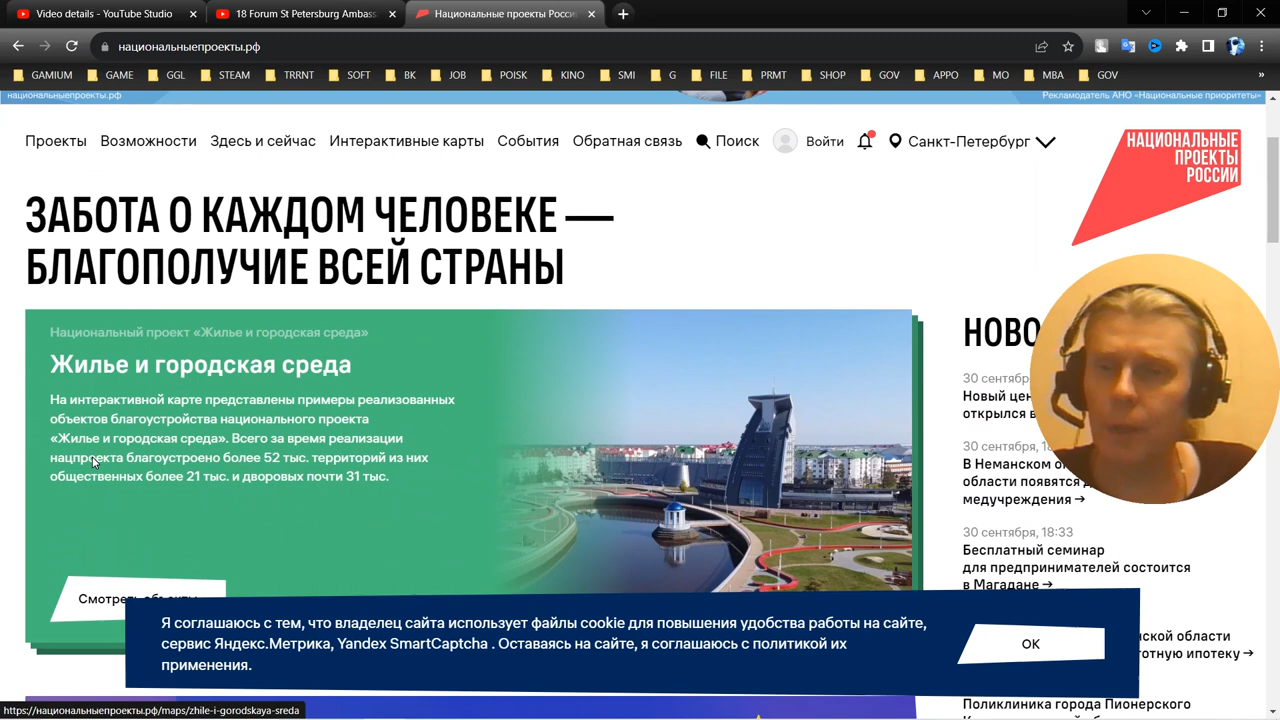 Video details - YouTube Studio
18 Forum St Petersburg Ambass
Национальные проекты Росси
национальныепроекты.рф
GAMIUM
GAME
GGL
STEAM
TRRNT
SOFT
BK
JOB
POISK
KINO
SMI
G
FILE
PRMT
SHOP
GOV
APPO
MO
MBA
GOV
национальныепроекты.рф
Рекламодатель АНО «Национальные приоритеты»
Проекты
Возможности
Здесь и сейчас
Интерактивные карты
События
Обратная связь
Поиск
Войти
Санкт-Петербург
НАЦИОНАЛЬНЫЕ
ПРОЕКТЫ
РОССИИ
ЗАБОТА О КАЖДОМ ЧЕЛОВЕКЕ —
БЛАГОПОЛУЧИЕ ВСЕЙ СТРАНЫ
Национальный проект «Жилье и городская среда»
Жилье и городская среда
На интерактивной карте представлены примеры реализованных
объектов благоустройства национального проекта
«Жилье и городская среда». Всего за время реализации
нацпроекта благоустроено более 52 тыс. территорий из них
общественных более 21 тыс. и дворовых почти 31 тыс.
Смотреть объекты
НОВО
30 сентябр
Новый цен
открылся в
30 сентября, 18
В Неманском о
области появятся
медучреждения →
30 сентября, 18:33
Бесплатный семинар
для предпринимателей состоится
в Магадане →
нской области
готную ипотеку →
Поликлиника города Пионерского
Я соглашаюсь с тем, что владелец сайта использует файлы cookie для повышения удобства работы на сайте,
сервис Яндекс.Метрика, Yandex SmartCaptcha . Оставаясь на сайте, я соглашаюсь с политикой их
применения.
ОК
https://национальныепроекты.рф/maps/zhile-i-gorodskaya-sreda